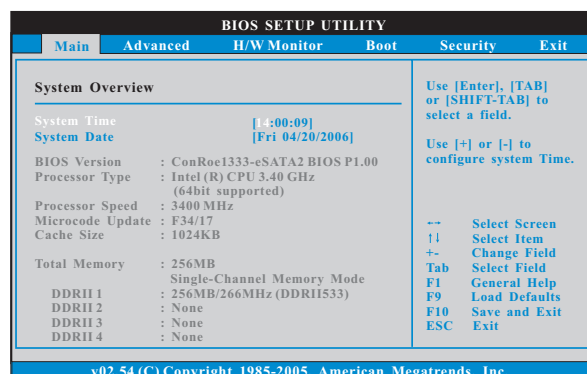 BIOS SETUP UTILITY
Main Advanced H/W Monitor Boot Security Exit
System Overview
System Time [14:00:09]
System Date [Fri 04/20/2006]
BIOS Version : ConRoe1333-eSATA2 BIOS P1.00
Processor Type : Intel (R) CPU 3.40 GHz
(64bit supported)
Processor Speed : 3400 MHz
Microcode Update : F34/17
Cache Size : 1024KB
Total Memory : 256MB
Single-Channel Memory Mode
DDRII 1 : 256MB/266MHz (DDRII533)
DDRII 2 : None
DDRII 3 : None
DDRII 4 : None
Use [Enter], [TAB]
or [SHIFT-TAB] to
select a field.
Use [+] or [-] to
configure system Time.
←→ Select Screen
↑↓ Select Item
+- Change Field
Tab Select Field
F1 General Help
F9 Load Defaults
F10 Save and Exit
ESC Exit
v02.54 (C) Copyright 1985-2005, American Megatrends, Inc.